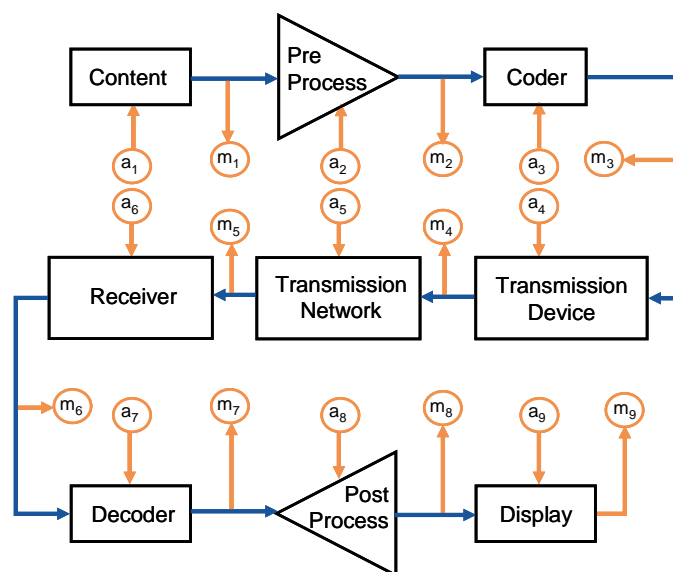 Content
Pre
Process
Coder
a1
m1
a2
m2
a3
m3
a6
m5
a5
m4
a4
Receiver
Transmission
Network
Transmission
Device
m6
a7
m7
a8
m8
a9
m9
Decoder
Post
Process
Display